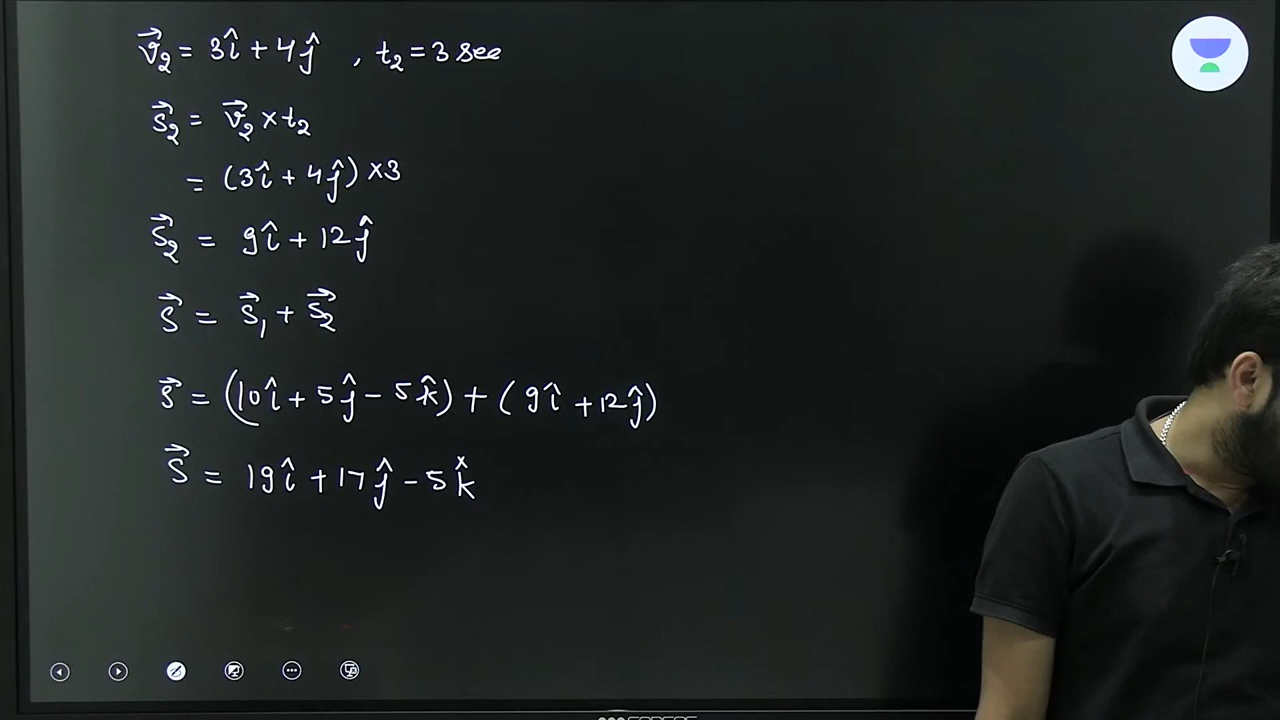 v⃗₂ = 3î + 4ĵ , t₂ = 3 sec
s⃗₂ = v⃗₂ × t₂
= (3î + 4ĵ) × 3
s⃗₂ = 9î + 12ĵ
s⃗ = s⃗₁ + s⃗₂
s⃗ = (10î + 5ĵ - 5k̂) + (9î + 12ĵ)
s⃗ = 19î + 17ĵ - 5k̂